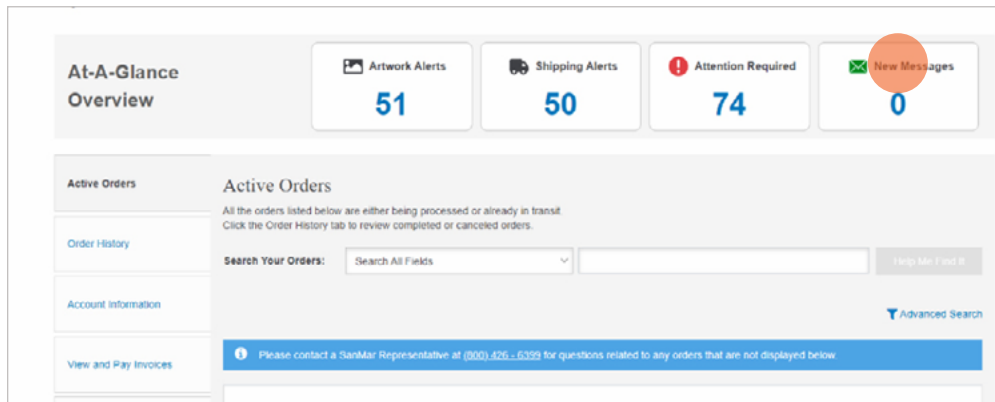 At-A-Glance
Overview
Artwork Alerts
51
Shipping Alerts
50
Attention Required
74
New Messages
0
Active Orders
Order History
Account Information
View and Pay Invoices
Active Orders
All the orders listed below are either being processed or already in transit.
Click the Order History tab to review completed or canceled orders.
Search Your Orders:
Search All Fields
Help Me Find It
Advanced Search
Please contact a SanMar Representative at (800) 426 - 6399 for questions related to any orders that are not displayed below.